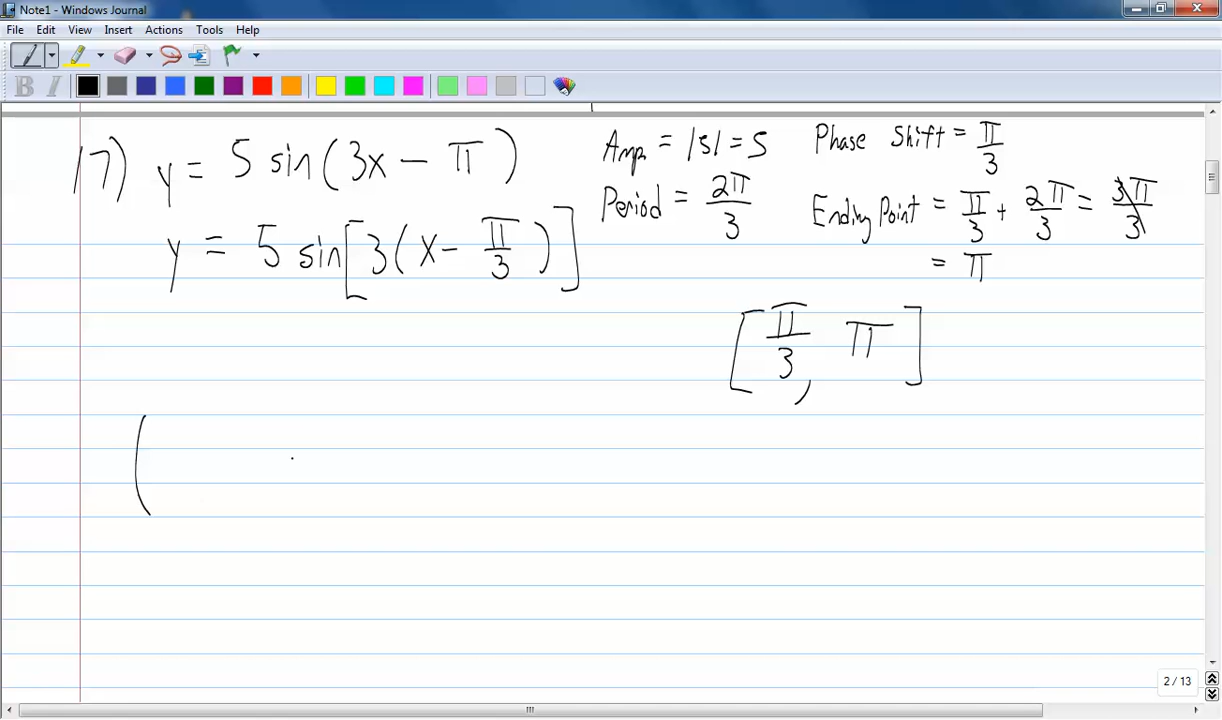 Note1 - Windows Journal
File Edit View Insert Actions Tools Help
B I
17) y = 5 sin(3x − π)
y = 5 sin[3(x − π/3)]
Amp = |5| = 5
Period = 2π/3
Phase Shift = π/3
Ending Point = π/3 + 2π/3 = 3π/3
= π
[π/3, π]
(
2 / 13